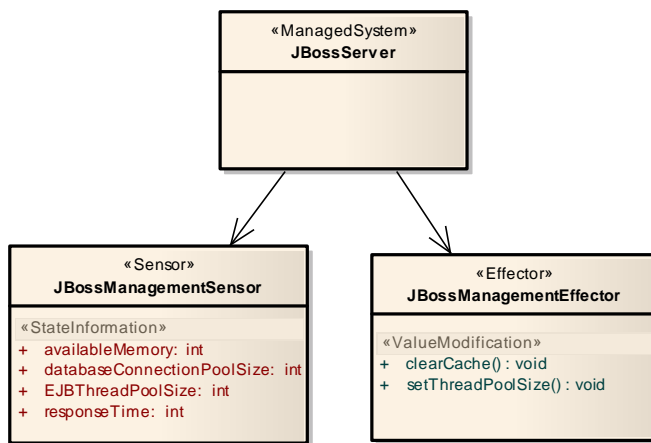 «ManagedSystem»
JBossServer
«Sensor»
JBossManagementSensor
«StateInformation»
+ availableMemory: int
+ databaseConnectionPoolSize: int
+ EJBThreadPoolSize: int
+ responseTime: int
«Effector»
JBossManagementEffector
«ValueModification»
+ clearCache() : void
+ setThreadPoolSize() : void